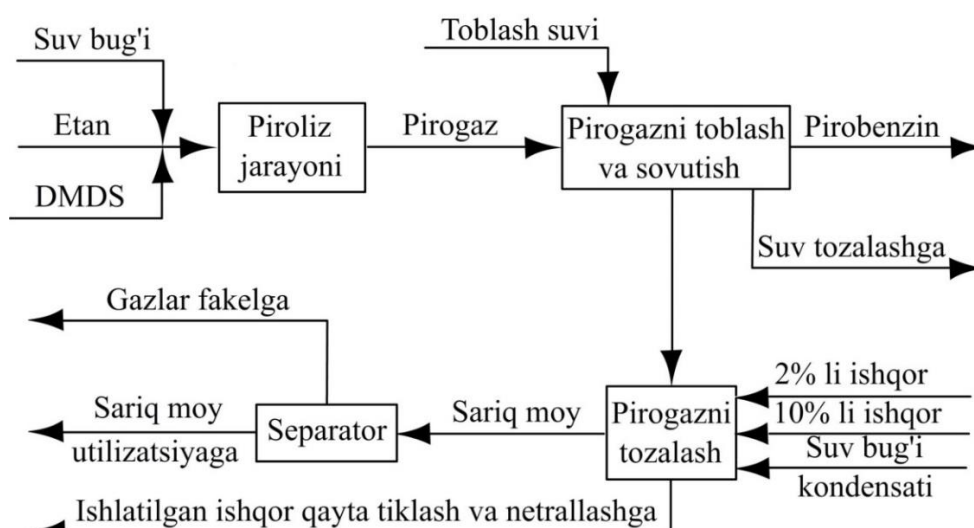 Suv bug'i
Toblash suvi
Etan
Piroliz
jarayoni
Pirogaz
Pirogazni toblash
va sovutish
Pirobenzin
DMDS
Suv tozalashga
Gazlar fakelga
2% li ishqor
Sariq moy
utilizatsiyaga
Separator
Sariq moy
Pirogazni
tozalash
10% li ishqor
Suv bug'i
kondensati
Ishlatilgan ishqor qayta tiklash va netrallashga